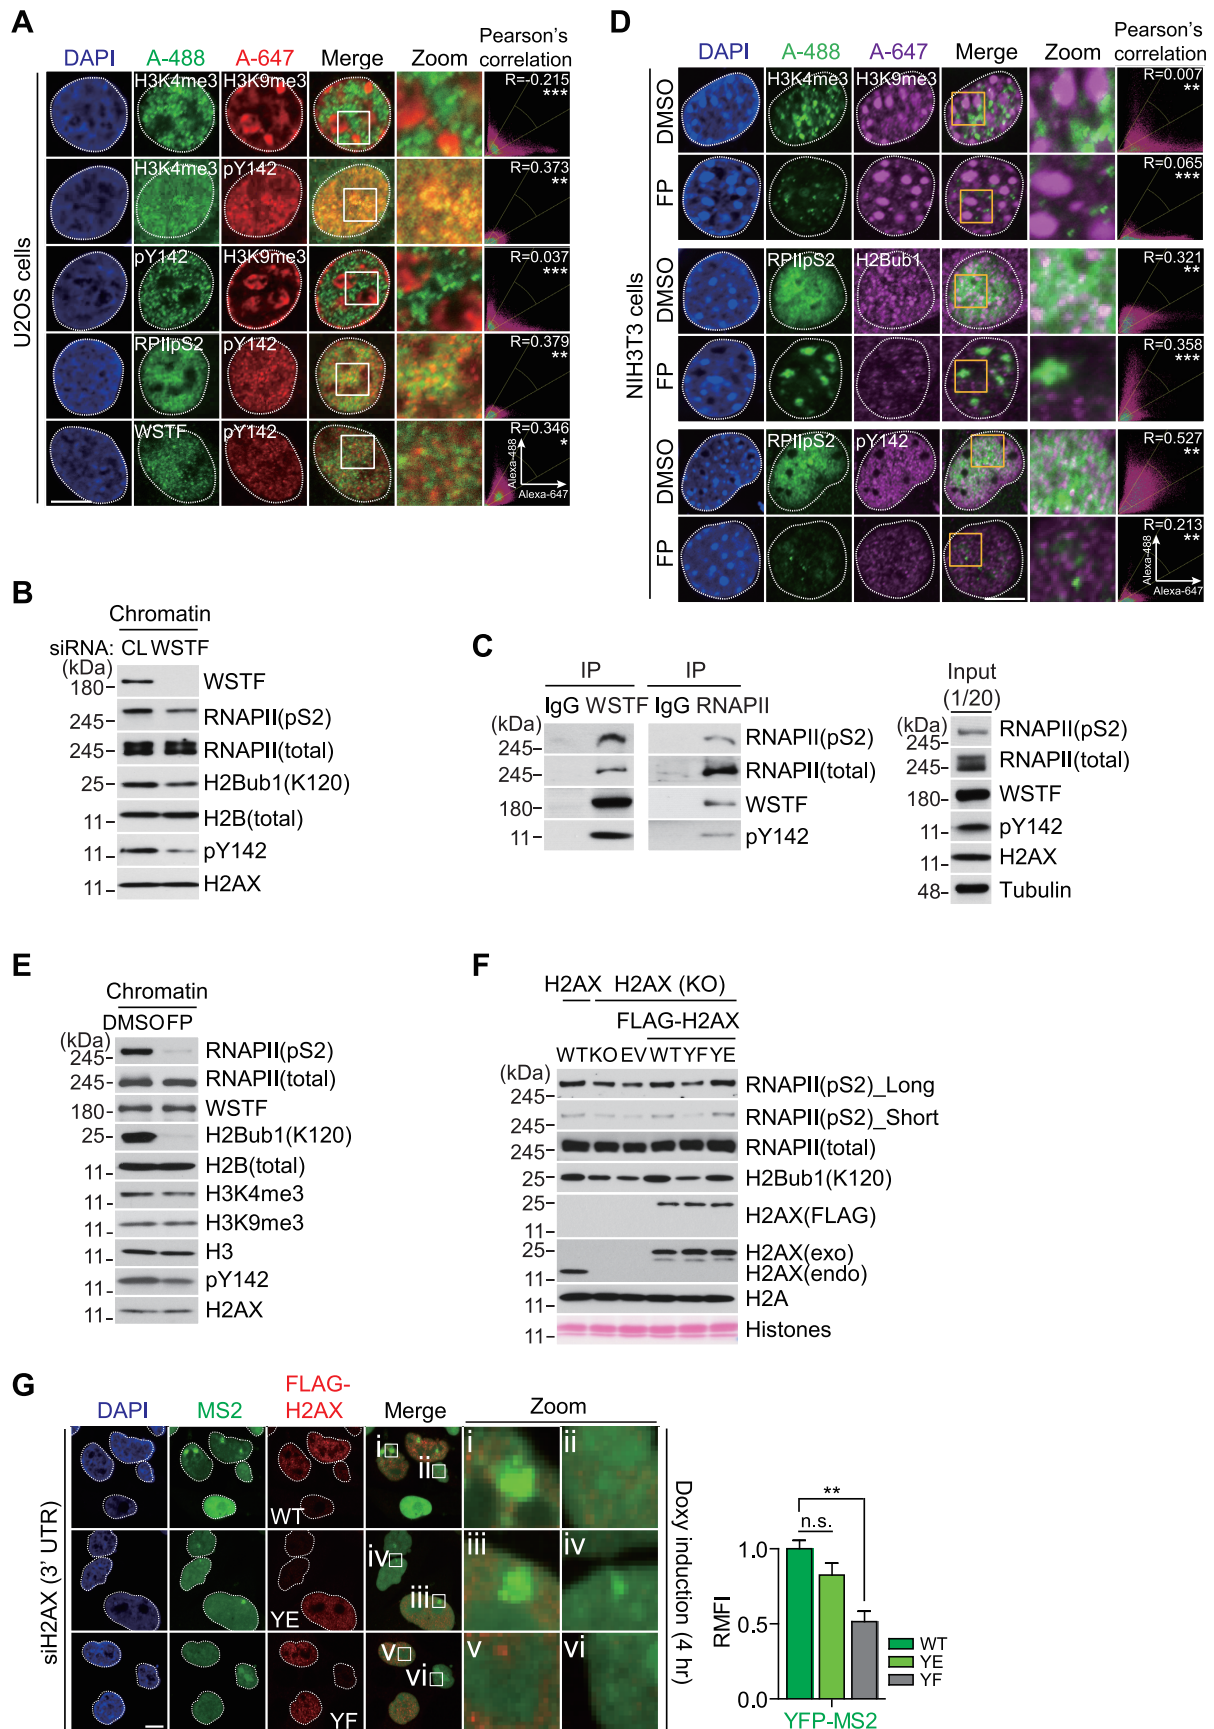 A
DAPI A-488 A-647 Merge Zoom Pearson's correlation
U2OS cells
H3K4me3 H3K9me3 R=-0.215 ***
H3K4me3 pY142 R=0.373 **
pY142 H3K9me3 R=0.037 ***
RPIIpS2 pY142 R=0.379 **
WSTF pY142 R=0.346 *
Alexa-488
Alexa-647
D
DAPI A-488 A-647 Merge Zoom Pearson's correlation
NIH3T3 cells
DMSO H3K4me3 H3K9me3 R=0.007 **
FP R=0.065 ***
DMSO RPIIpS2 H2Bub1 R=0.321 **
FP R=0.358 ***
DMSO RPIIpS2 pY142 R=0.527 **
FP R=0.213 **
Alexa-488
Alexa-647
B
Chromatin
siRNA: CL WSTF
(kDa)
180 WSTF
245 RNAPII(pS2)
245 RNAPII(total)
25 H2Bub1(K120)
11 H2B(total)
11 pY142
11 H2AX
C
IP IP Input (1/20)
IgG WSTF IgG RNAPII
(kDa) (kDa)
245 RNAPII(pS2) 245 RNAPII(pS2)
245 RNAPII(total) 245 RNAPII(total)
180 WSTF 180 WSTF
11 pY142 11 pY142
11 H2AX
48 Tubulin
E
Chromatin
DMSO FP
(kDa)
245 RNAPII(pS2)
245 RNAPII(total)
180 WSTF
25 H2Bub1(K120)
11 H2B(total)
11 H3K4me3
11 H3K9me3
11 H3
11 pY142
11 H2AX
F
H2AX H2AX (KO)
FLAG-H2AX
WT KO EV WT YF YE
(kDa)
245 RNAPII(pS2)_Long
245 RNAPII(pS2)_Short
245 RNAPII(total)
25 H2Bub1(K120)
25 H2AX(FLAG)
11
25 H2AX(exo)
11 H2AX(endo)
11 H2A
11 Histones
G
DAPI MS2 FLAG-H2AX Merge Zoom
siH2AX (3' UTR)
WT i ii i ii
YE iv iii iii iv
YF v vi v vi
Doxy induction (4 hr)
**
n.s.
1.0
0.5
0.0
RMFI
YFP-MS2
WT
YE
YF